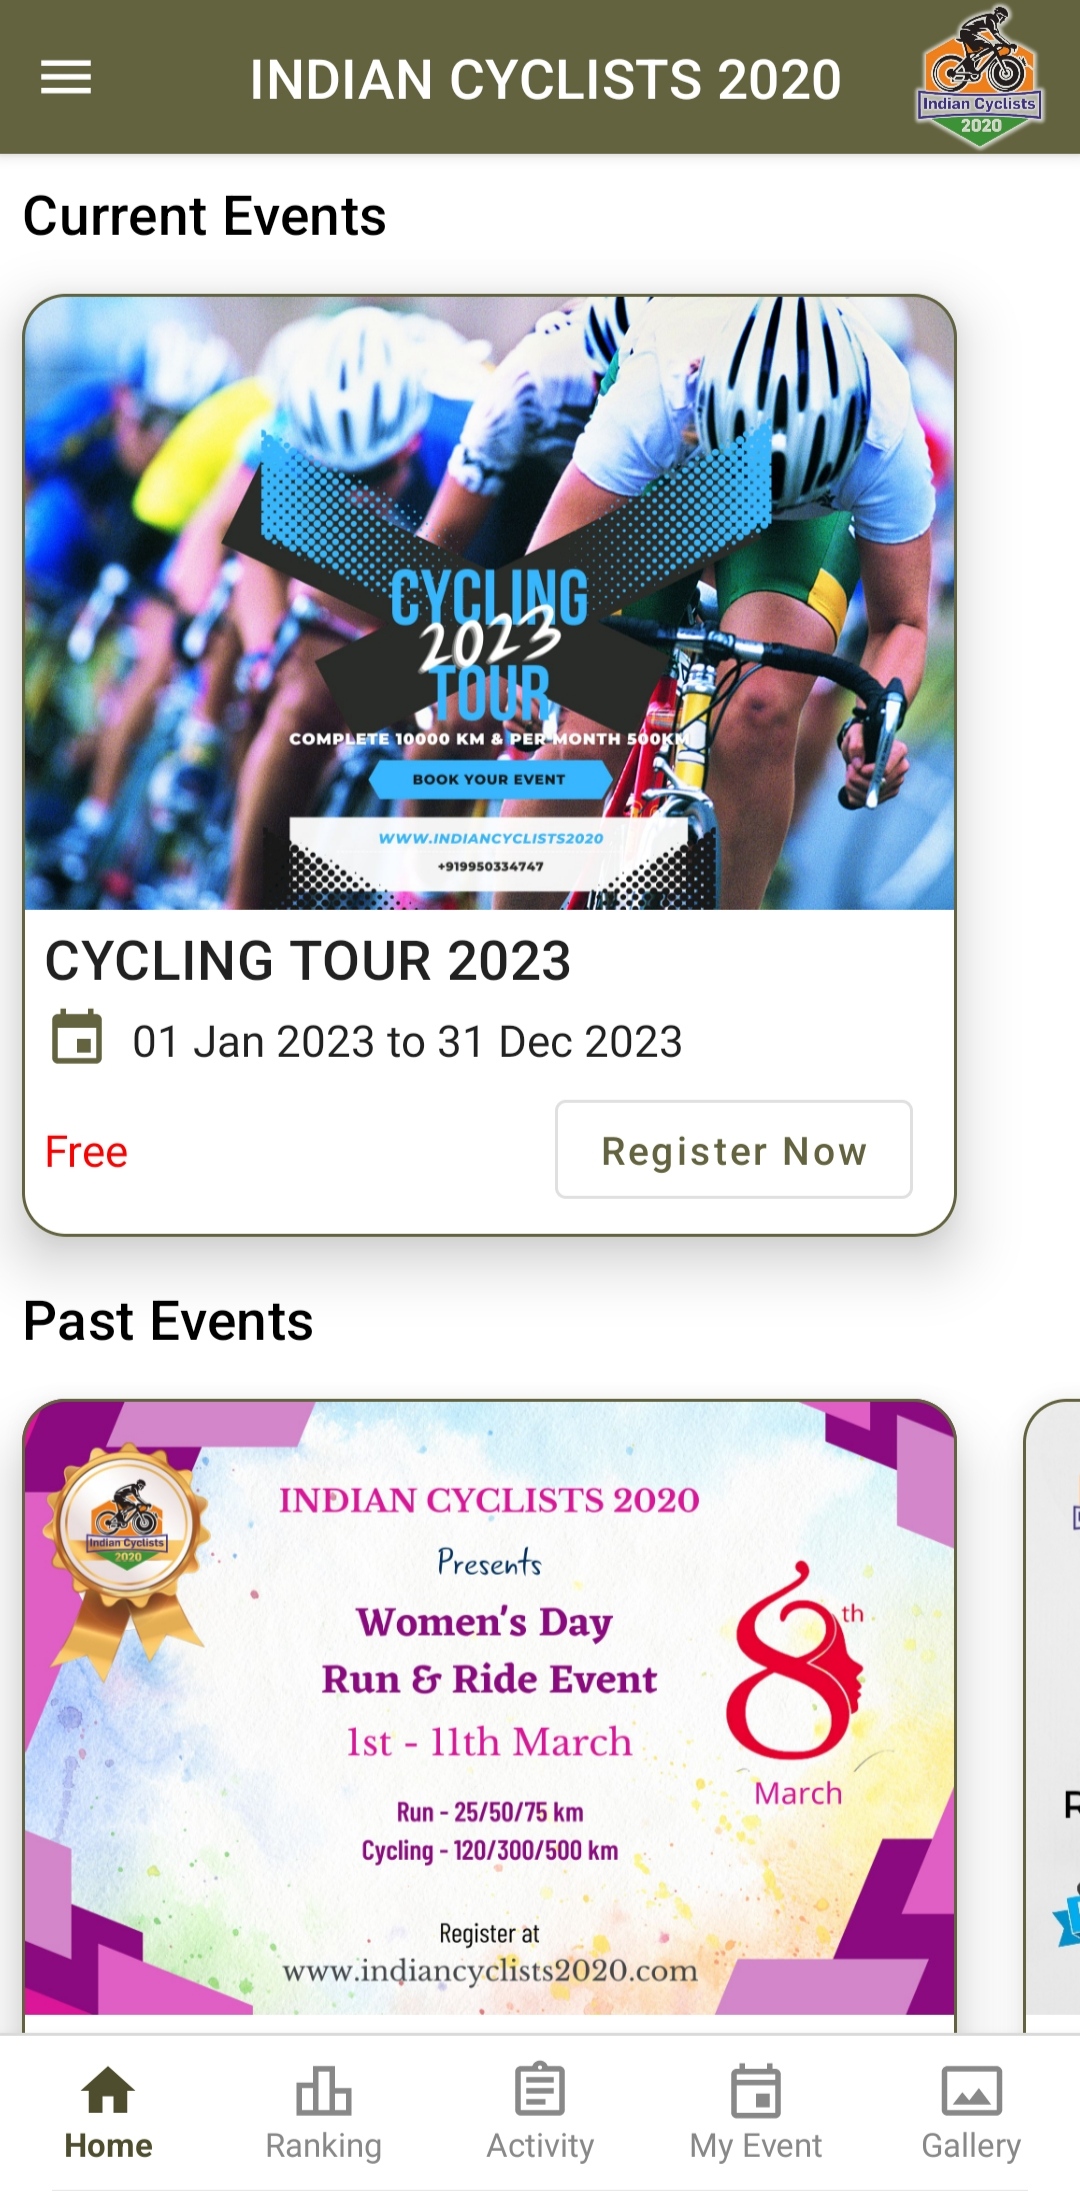 INDIAN CYCLISTS 2020
Indian Cyclists
2020
Current Events
CYCLING
2023
TOUR
COMPLETE 10000 KM & PER MONTH 500KM
BOOK YOUR EVENT
WWW.INDIANCYCLISTS2020
+919950334747
CYCLING TOUR 2023
01 Jan 2023 to 31 Dec 2023
Free
Register Now
Past Events
Indian Cyclists
2020
INDIAN CYCLISTS 2020
Presents
Women's Day
Run & Ride Event
1st - 11th March
8th
March
Run - 25/50/75 km
Cycling - 120/300/500 km
Register at
www.indiancyclists2020.com
Home
Ranking
Activity
My Event
Gallery